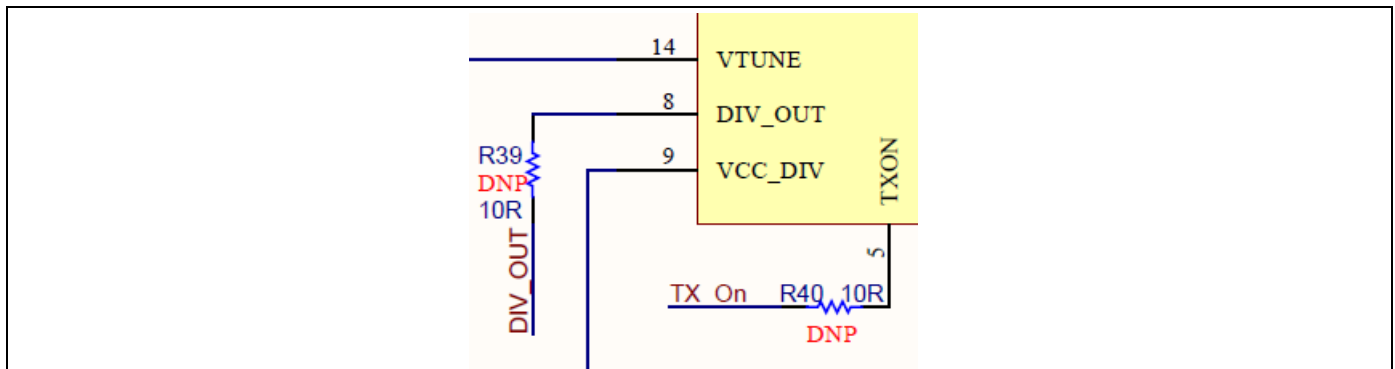 14
VTUNE
8
DIV_OUT
R39
DNP
10R
9
VCC_DIV
TXON
5
DIV_OUT
TX_On
R40
10R
DNP